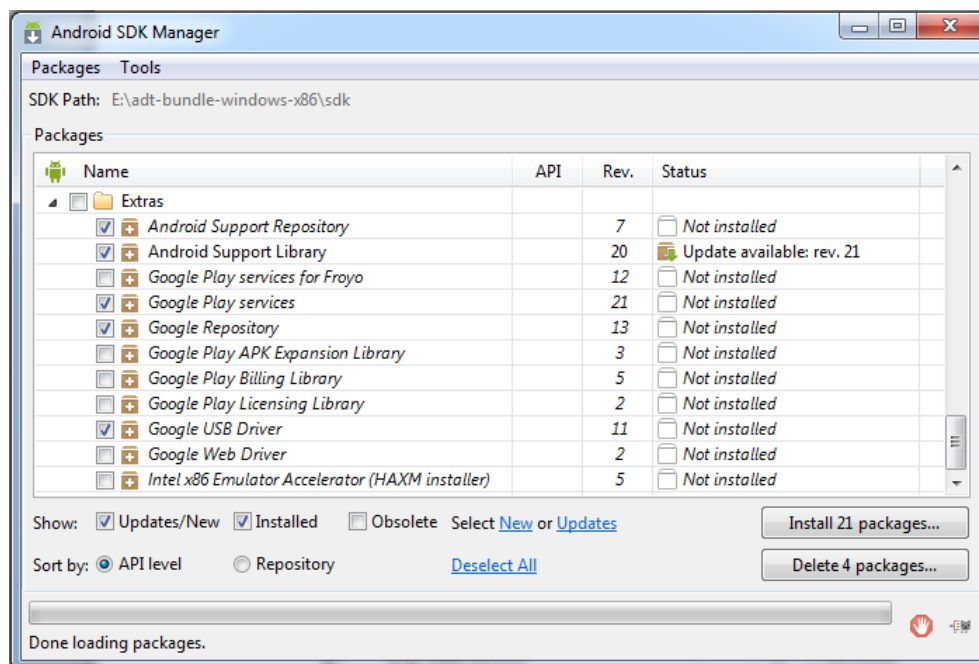 Android SDK Manager
Packages Tools
SDK Path: E:\adt-bundle-windows-x86\sdk
Packages
Name API Rev. Status
Extras
Android Support Repository 7 Not installed
Android Support Library 20 Update available: rev. 21
Google Play services for Froyo 12 Not installed
Google Play services 21 Not installed
Google Repository 13 Not installed
Google Play APK Expansion Library 3 Not installed
Google Play Billing Library 5 Not installed
Google Play Licensing Library 2 Not installed
Google USB Driver 11 Not installed
Google Web Driver 2 Not installed
Intel x86 Emulator Accelerator (HAXM installer) 5 Not installed
Show: Updates/New Installed Obsolete Select New or Updates Install 21 packages...
Sort by: API level Repository Deselect All Delete 4 packages...
Done loading packages.